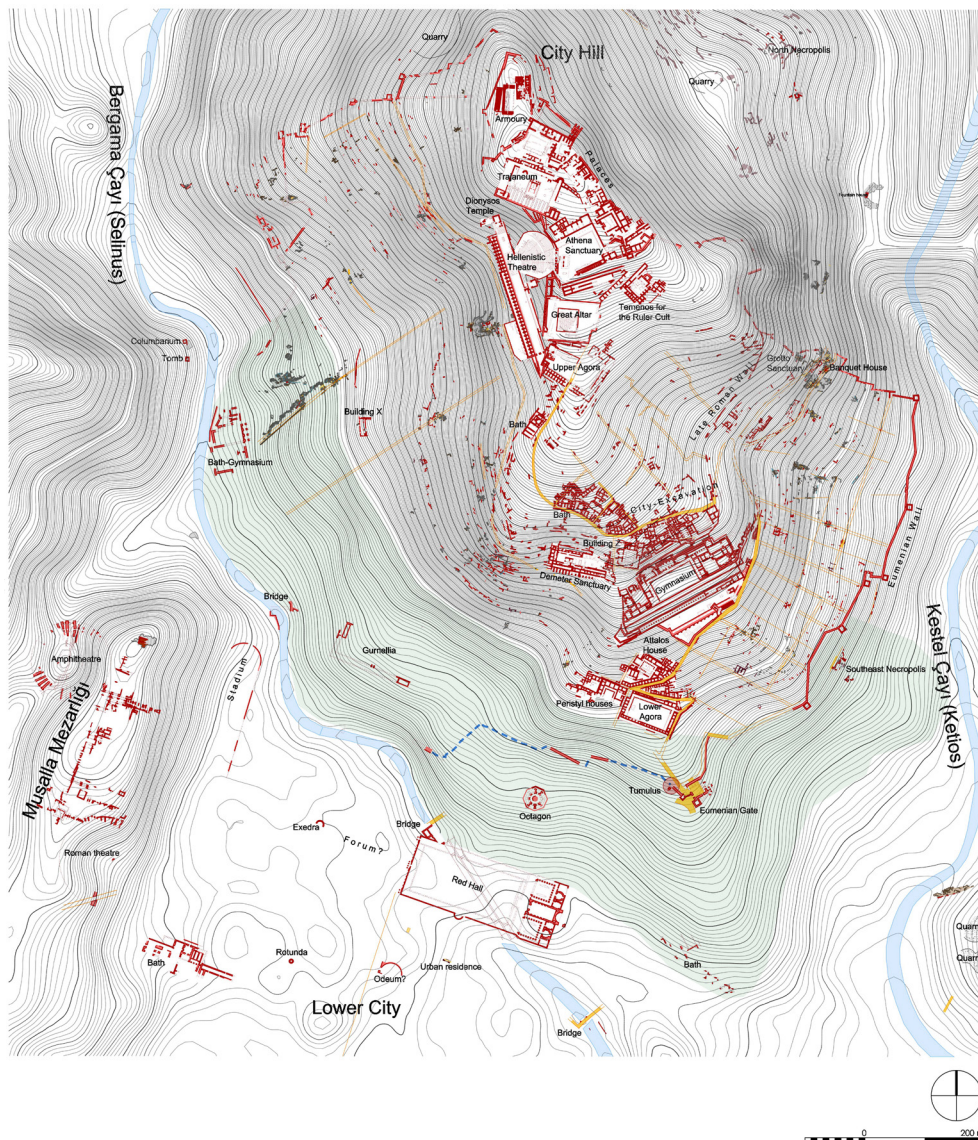 Quarry
City Hill
North Necropolis
Quarry
Bergama Çayı (Selinus)
Armoury
Palaces
Trajaneum
Dionysos
Temple
Athena
Sanctuary
Hellenistic
Theatre
Temenos for
the Ruler Cult
Great Altar
Columbarium
Tomb
Upper Agora
Grotto
Sanctuary
Banquet House
Late Roman Wall
Building X
Bath
Bath-Gymnasium
City-Excavation
Bath
Building Z
Eumenian Wall
Demeter Sanctuary
Gymnasium
Bridge
Kestel Çayı (Ketios)
Attalos
House
Gurnellia
Amphitheatre
Stadium
Southeast Necropolis
Musalla Mezarlığı
Peristyl houses
Lower
Agora
Tumulus
Eumenian Gate
Octagon
Exedra
Bridge
Forum?
Roman theatre
Red Hall
Bath
Rotunda
Odeum?
Urban residence
Bath
Lower City
Bridge
0